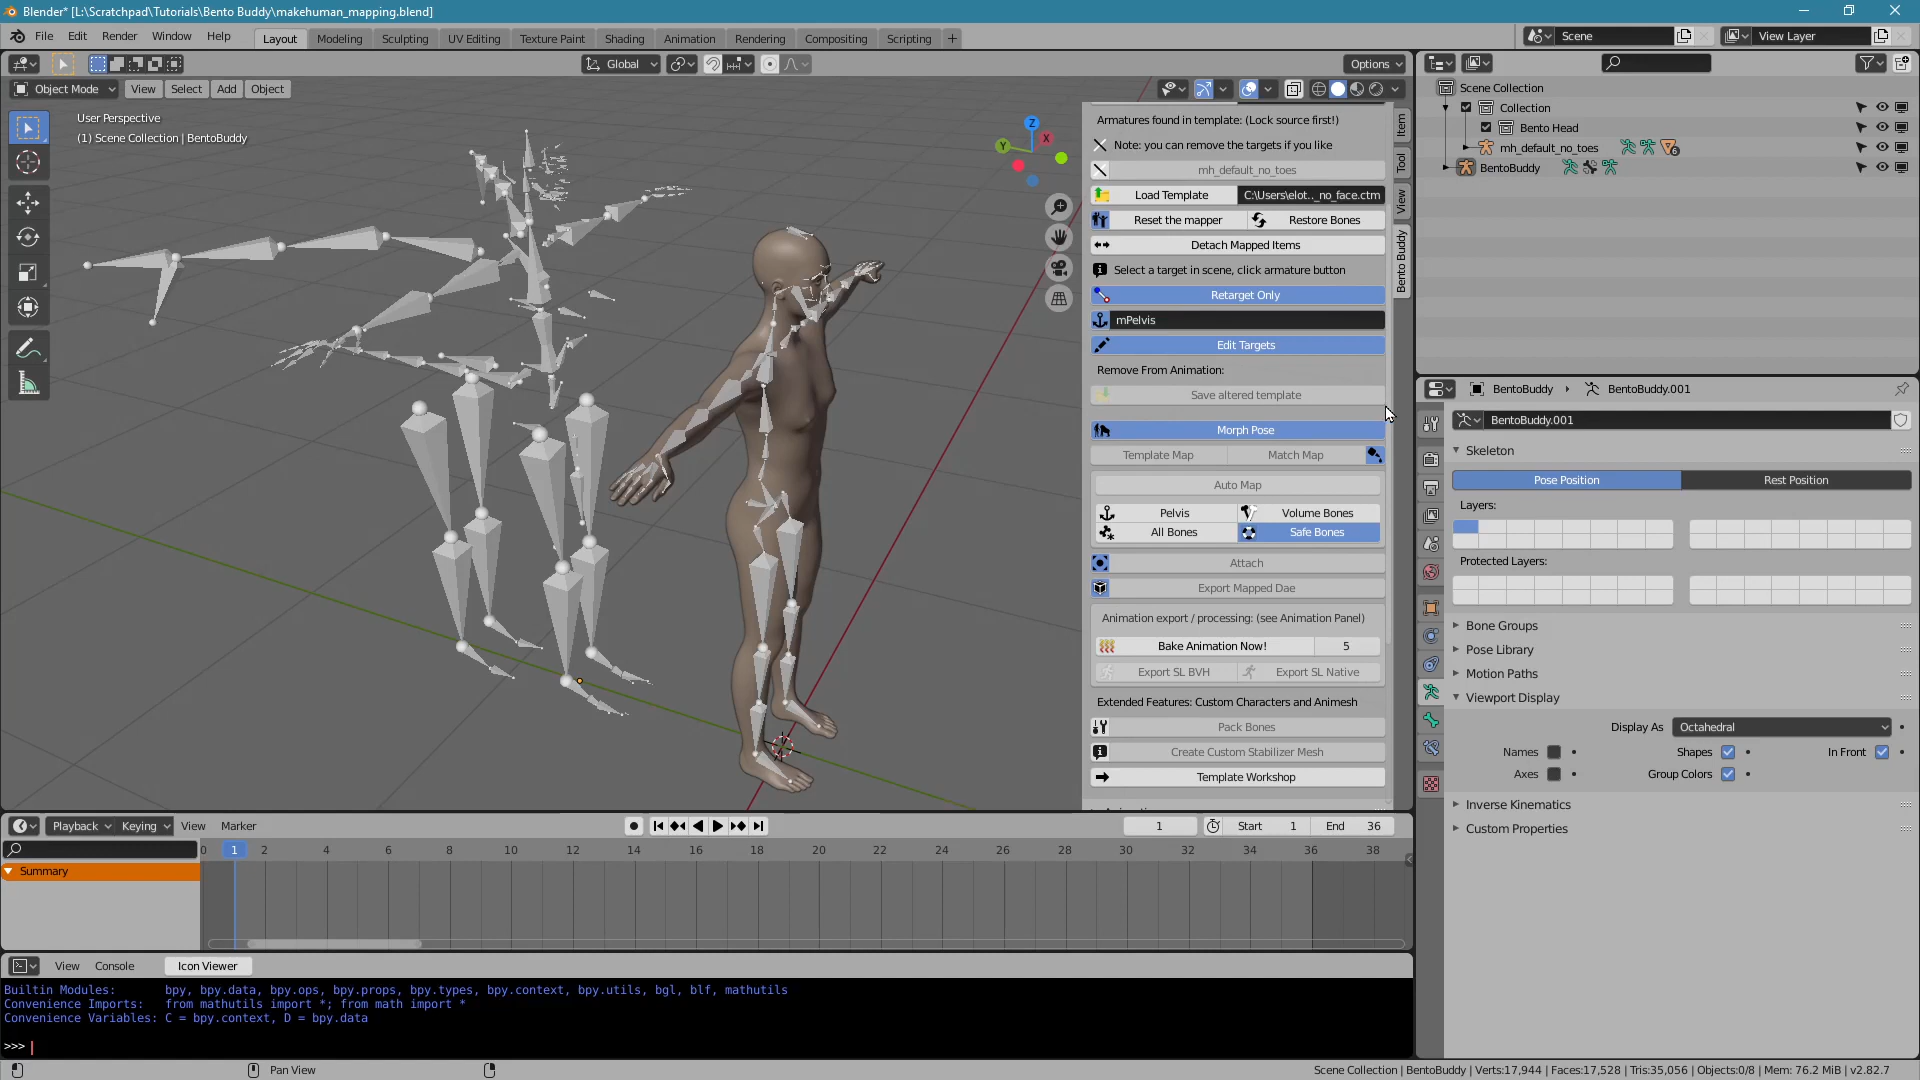 Blender* [L:\Scratchpad\Tutorials\Bento Buddy\makehuman_mapping.blend]
File Edit Render Window Help Layout Modeling Sculpting UV Editing Texture Paint Shading Animation Rendering Compositing Scripting + Scene View Layer
Global Options
Object Mode View Select Add Object
User Perspective
(1) Scene Collection | BentoBuddy
Z
X
Y
Armatures found in template: (Lock source first!)
Note: you can remove the targets if you like
mh_default_no_toes
Load Template C:\Users\elot.._no_face.ctm
Reset the mapper Restore Bones
Detach Mapped Items
Select a target in scene, click armature button
Retarget Only
mPelvis
Edit Targets
Remove From Animation:
Save altered template
Morph Pose
Template Map Match Map
Auto Map
Pelvis Volume Bones
All Bones Safe Bones
Attach
Export Mapped Dae
Animation export / processing: (see Animation Panel)
Bake Animation Now! 5
Export SL BVH Export SL Native
Extended Features: Custom Characters and Animesh
Pack Bones
Create Custom Stabilizer Mesh
Template Workshop
Item
Tool
View
Bento Buddy
Scene Collection
Collection
Bento Head
mh_default_no_toes
BentoBuddy
BentoBuddy BentoBuddy.001
BentoBuddy.001
Skeleton
Pose Position Rest Position
Layers:
Protected Layers:
Bone Groups
Pose Library
Motion Paths
Viewport Display
Display As Octahedral
Names Shapes In Front
Axes Group Colors
Inverse Kinematics
Custom Properties
Playback Keying View Marker 1 Start 1 End 36
0 1 2 4 6 8 10 12 14 16 18 20 22 24 26 28 30 32 34 36 38
Summary
View Console Icon Viewer
Builtin Modules: bpy, bpy.data, bpy.ops, bpy.props, bpy.types, bpy.context, bpy.utils, bgl, blf, mathutils
Convenience Imports: from mathutils import *; from math import *
Convenience Variables: C = bpy.context, D = bpy.data
>>>
Pan View Scene Collection | BentoBuddy | Verts:17,944 | Faces:17,528 | Tris:35,056 | Objects:0/8 | Mem: 76.2 MiB | v2.82.7